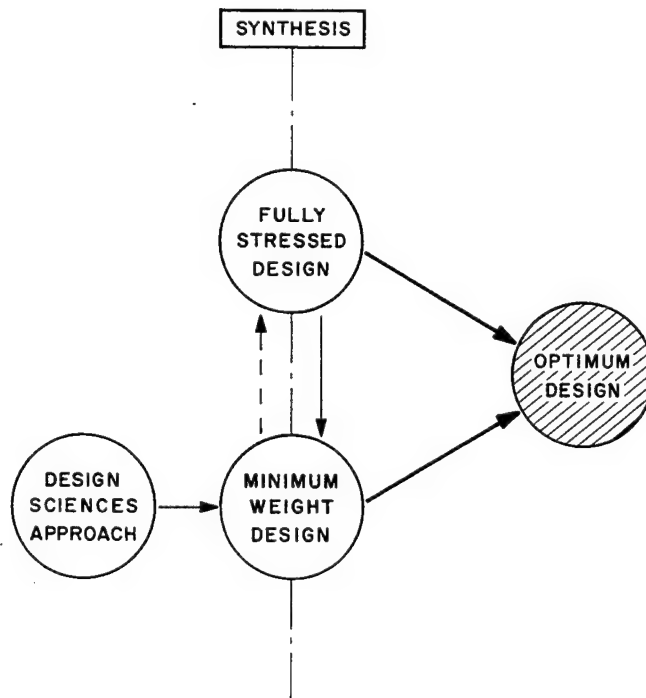 SYNTHESIS
FULLY
STRESSED
DESIGN
OPTIMUM
DESIGN
DESIGN
SCIENCES
APPROACH
MINIMUM
WEIGHT
DESIGN